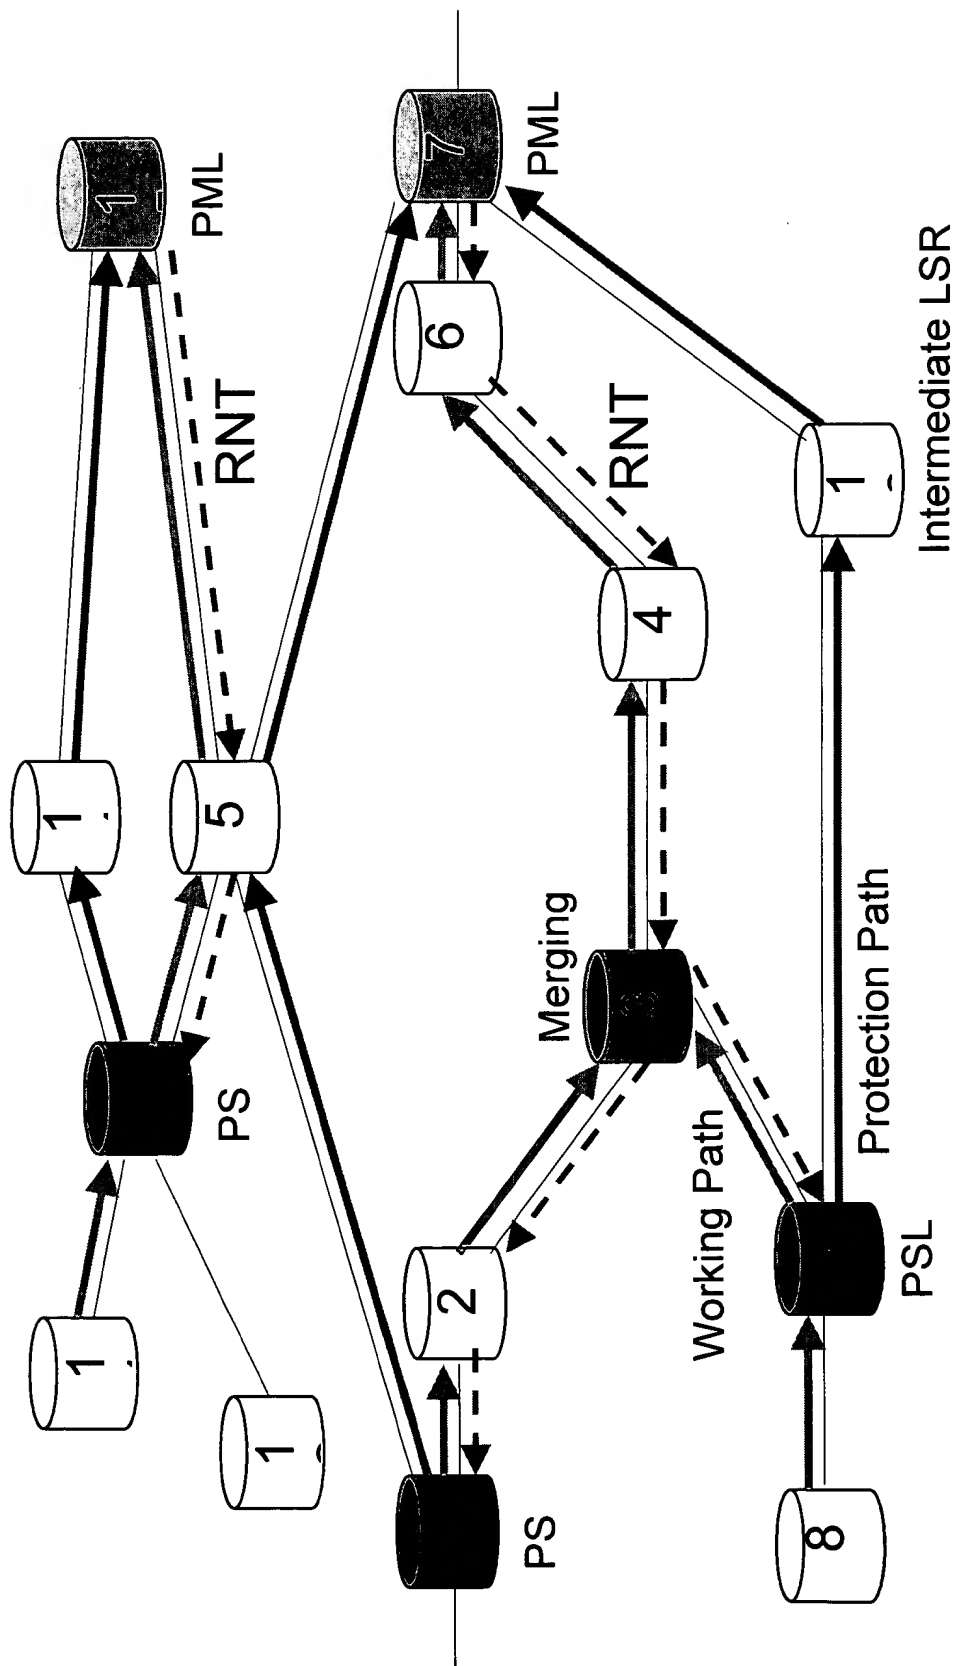 1
1
1
PML
5
PS
RNT
1
2
6
7
PS
PML
Merging
RNT
3
4
Working Path
8
1
Protection Path
PSL
Intermediate LSR